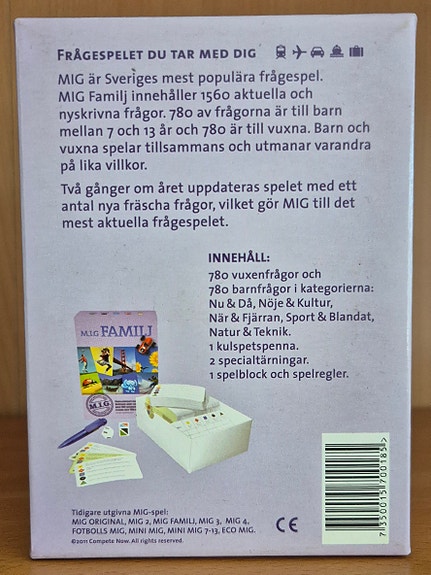 FRÅGESPELET DU TAR MED DIG
MIG är Sveriges mest populära frågespel.
MIG Familj innehåller 1560 aktuella och
nyskrivna frågor. 780 av frågorna är till barn
mellan 7 och 13 år och 780 är till vuxna. Barn och
vuxna spelar tillsammans och utmanar varandra
på lika villkor.
Två gånger om året uppdateras spelet med ett
antal nya fräscha frågor, vilket gör MIG till det
mest aktuella frågespelet.
INNEHÅLL:
780 vuxenfrågor och
780 barnfrågor i kategorierna:
Nu & Då, Nöje & Kultur,
När & Fjärran, Sport & Blandat,
Natur & Teknik.
1 kulspetspenna.
2 specialtärningar.
1 spelblock och spelregler.
M.I.G FAMILJ
M.I.G
Tidigare utgivna MIG-spel:
MIG ORIGINAL, MIG 2, MIG FAMILJ, MIG 3, MIG 4,
FOTBOLLS MIG, MINI MIG, MINI MIG 7-13, ECO MIG.
©2011 Compete Now. All rights reserved.
CE
73500151700185>